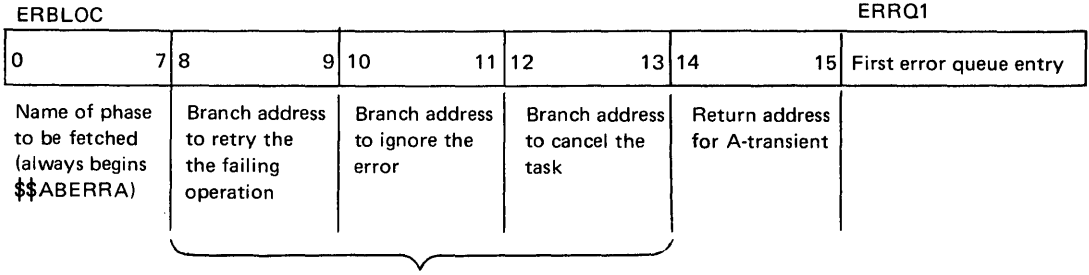 ERBLOC ERRQ1
0 7 8 9 10 11 12 13 14 15 First error queue entry
Name of phase
to be fetched
(always begins
$$ABERRA)
Branch address
to retry the
the failing
operation
Branch address
to ignore the
error
Branch address
to cancel the
task
Return address
for A-transient